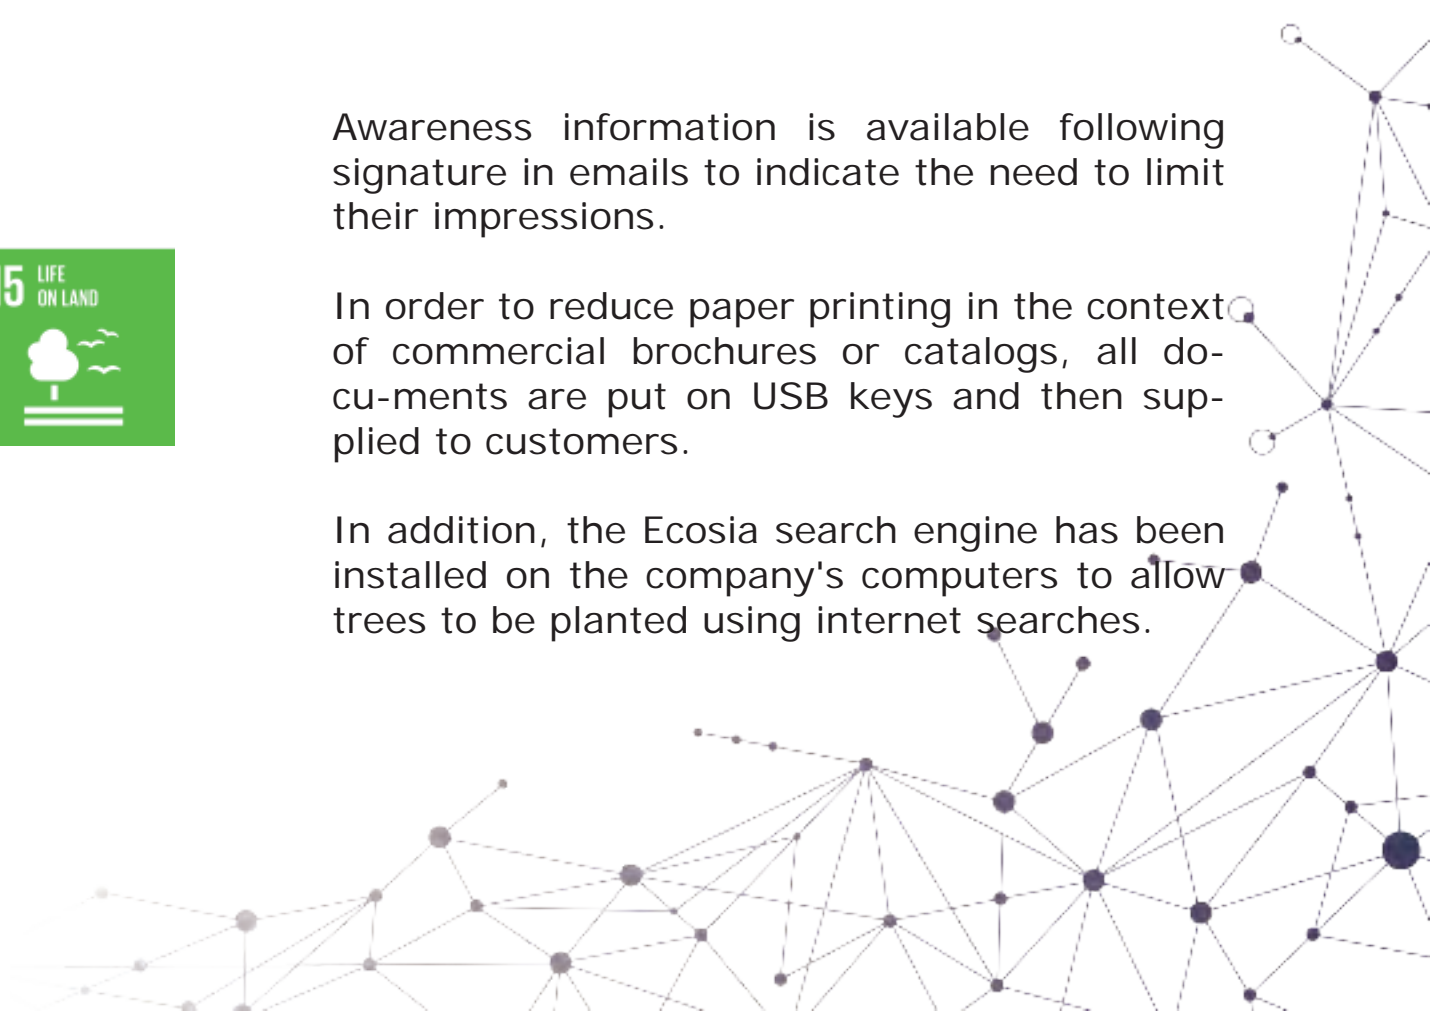 Awareness information is available following
signature in emails to indicate the need to limit
their impressions.
15 LIFE
ON LAND
In order to reduce paper printing in the context
of commercial brochures or catalogs, all do-
cu-ments are put on USB keys and then sup-
plied to customers.
In addition, the Ecosia search engine has been
installed on the company's computers to allow
trees to be planted using internet searches.